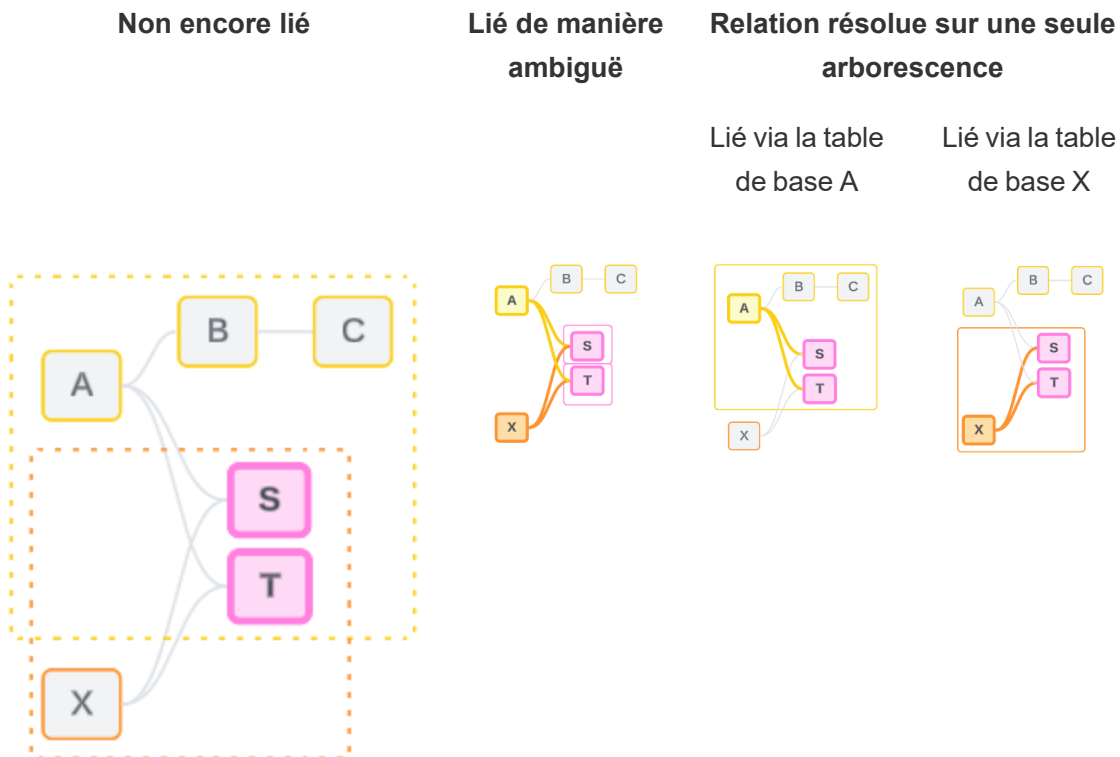 Non encore lié
Lié de manière
ambiguë
Relation résolue sur une seule
arborescence
Lié via la table
de base A
Lié via la table
de base X
A
B
C
S
T
X
A
B
C
S
T
X
A
B
C
S
T
X
A
B
C
S
T
X